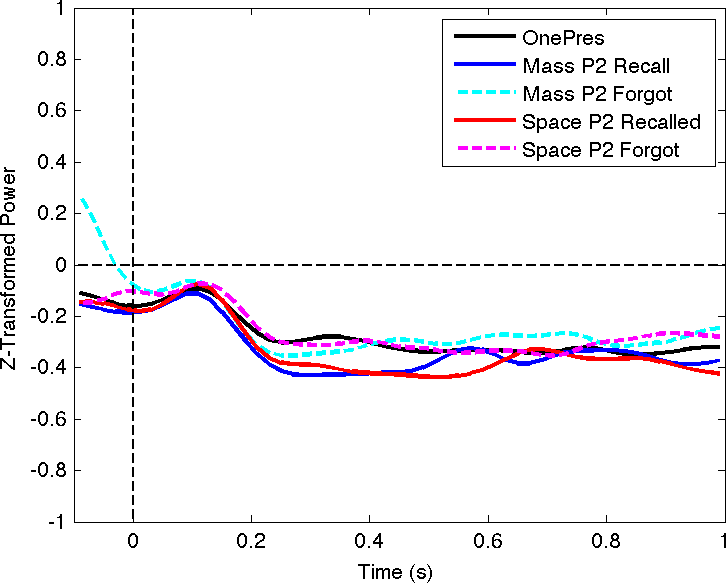 1
0.8
0.6
0.4
0.2
0
-0.2
-0.4
-0.6
-0.8
-1
Z-Transformed Power
OnePres
Mass P2 Recall
Mass P2 Forgot
Space P2 Recalled
Space P2 Forgot
0 0.2 0.4 0.6 0.8 1
Time (s)